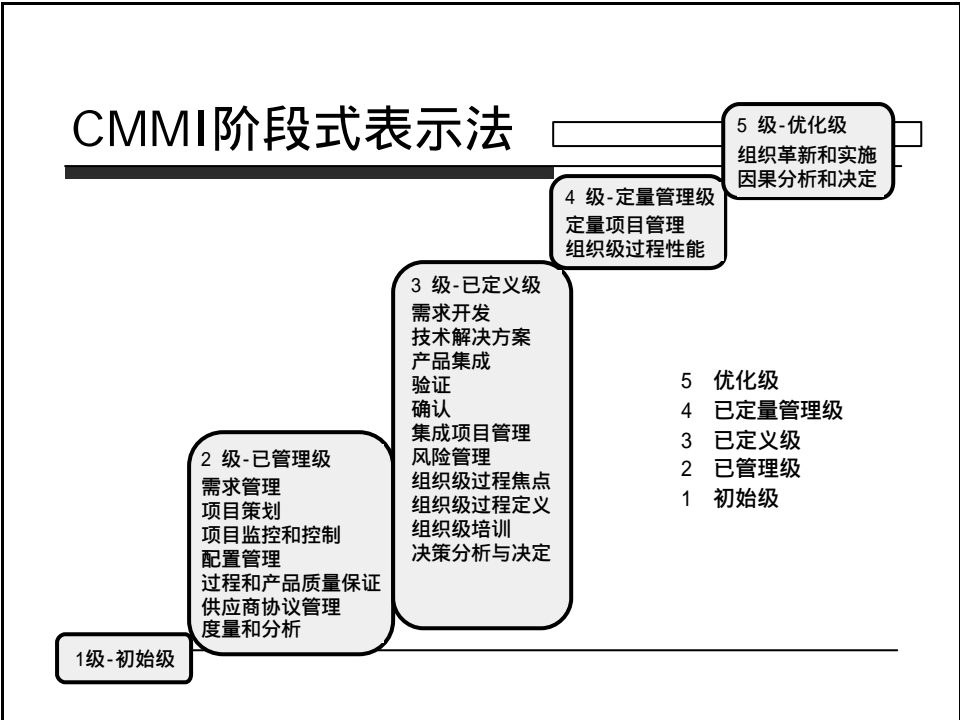 CMMI阶段式表示法
5 级-优化级
组织革新和实施
因果分析和决定
4 级-定量管理级
定量项目管理
组织级过程性能
3 级-已定义级
需求开发
技术解决方案
产品集成
验证
确认
集成项目管理
风险管理
组织级过程焦点
组织级过程定义
组织级培训
决策分析与决定
2 级-已管理级
需求管理
项目策划
项目监控和控制
配置管理
过程和产品质量保证
供应商协议管理
度量和分析
1级-初始级
5 优化级
4 已定量管理级
3 已定义级
2 已管理级
1 初始级